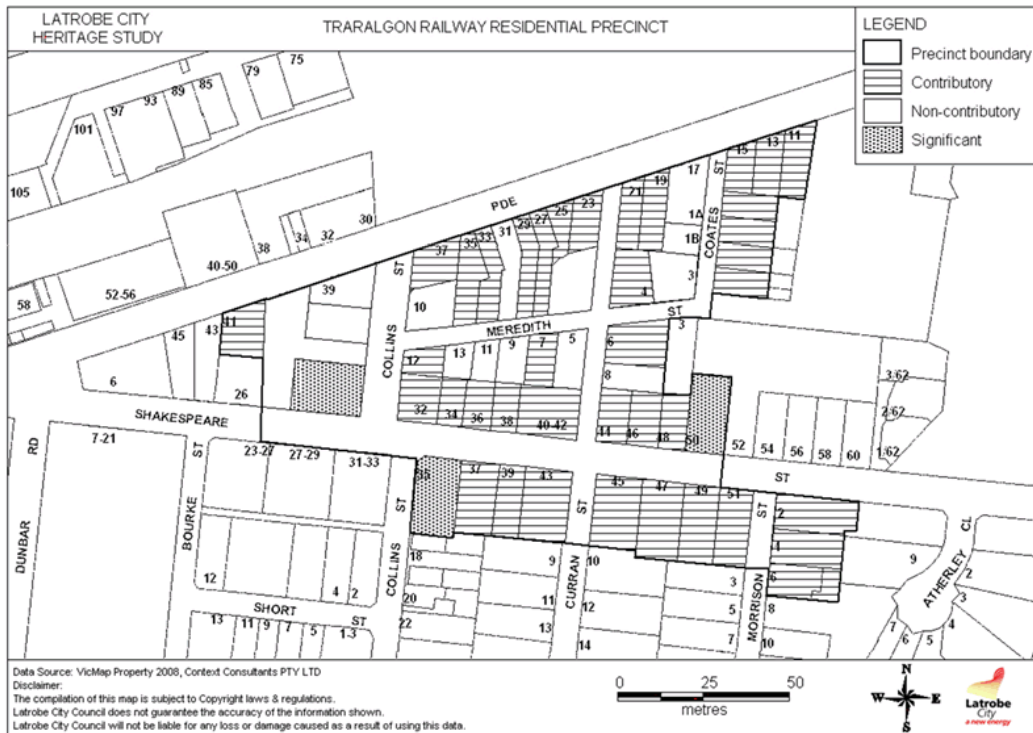 LATROBE CITY
HERITAGE STUDY
TRARALGON RAILWAY RESIDENTIAL PRECINCT
LEGEND
Precinct boundary
Contributory
Non-contributory
Significant
75
79
85
89
93
97
101
105
30
32
34
38
40-50
52-56
58
PDE
11
13
15
17
19
21
23
25
27
29
31
33
35
37
39
41
43
45
ST
COATES
1A
1B
3
4
ST
COLLINS
10
MEREDITH
ST
3
12
13
11
9
7
5
6
8
6
26
SHAKESPEARE
ST
32
34
36
38
40-42
44
46
48
50
52
54
56
58
60
1/62
2/62
3/62
7-21
23-27
27-29
31-33
35
37
39
43
45
47
49
51
DUNBAR
RD
BOURKE
ST
COLLINS
ST
CURRAN
ST
MORRISON
ST
ATHERLEY
CL
2
4
6
8
10
3
5
7
9
11
13
10
12
14
18
20
22
12
4
2
SHORT
ST
13
11
9
7
5
1-3
9
2
3
4
5
6
7
Data Source: VicMap Property 2008, Context Consultants PTY LTD
Disclaimer:
The compilation of this map is subject to Copyright laws & regulations.
Latrobe City Council does not guarantee the accuracy of the information shown.
Latrobe City Council will not be liable for any loss or damage caused as a result of using this data.
0 25 50
metres
N
W E
S
Latrobe
City
a new energy